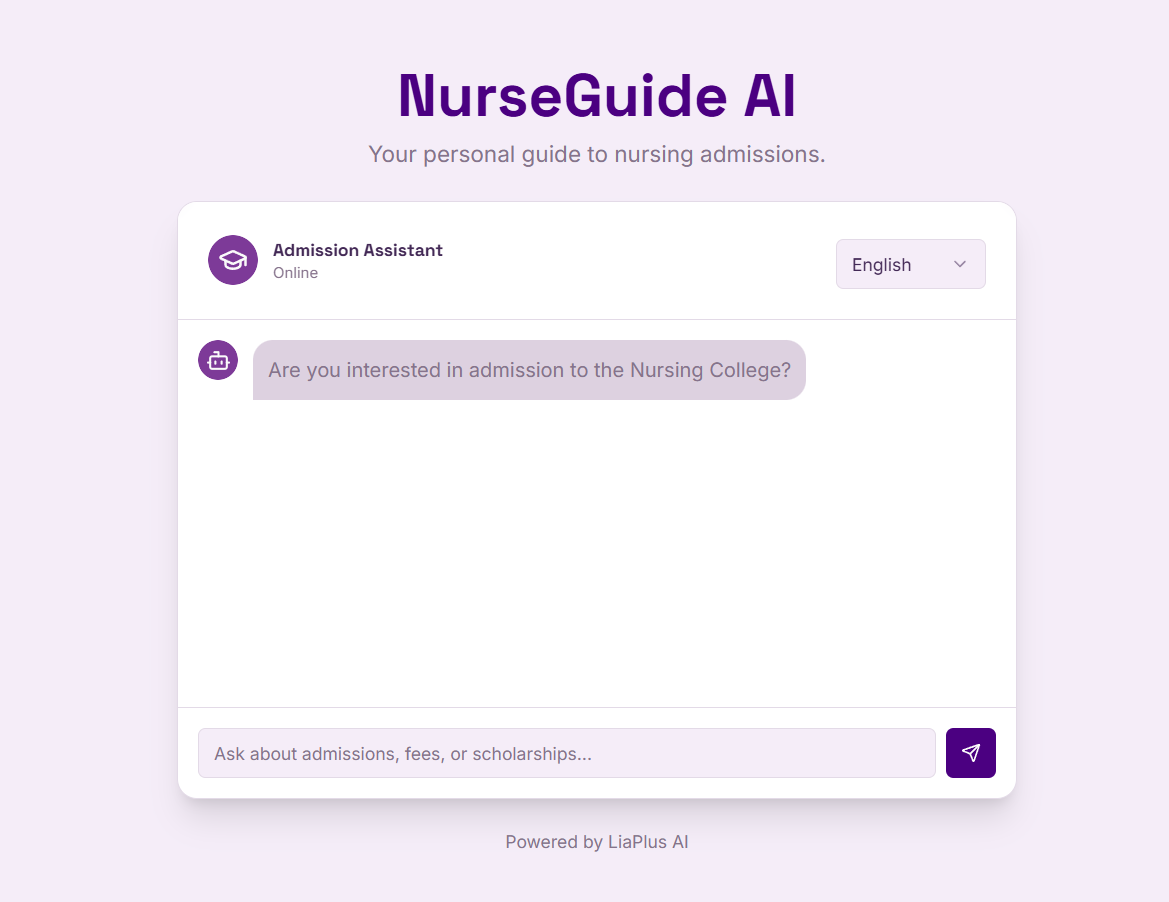 NurseGuide AI
Your personal guide to nursing admissions.
Admission Assistant
Online
English
Are you interested in admission to the Nursing College?
Ask about admissions, fees, or scholarships...
Powered by LiaPlus AI